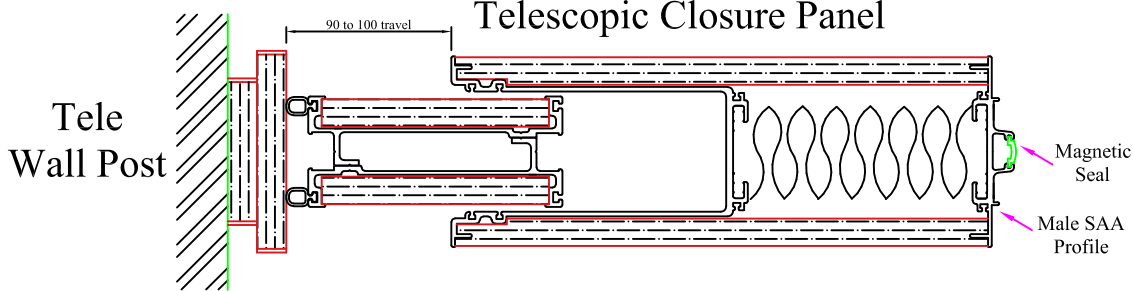 Telescopic Closure Panel
90 to 100 travel
Tele
Wall Post
Magnetic
Seal
Male SAA
Profile